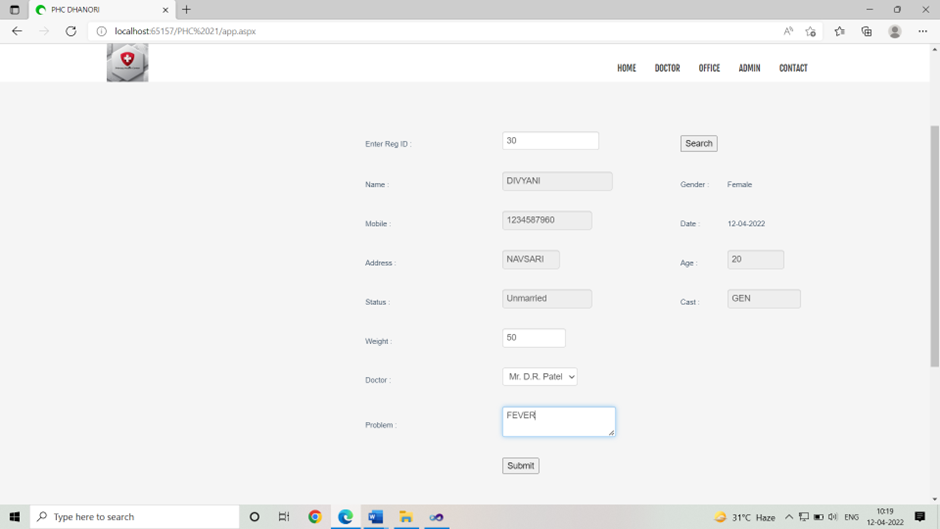 PHC DHANORI
localhost:65157/PHC%2021/app.aspx
HOME DOCTOR OFFICE ADMIN CONTACT
Enter Reg ID : 30 Search
Name : DIVYANI Gender : Female
Mobile : 1234587960 Date : 12-04-2022
Address : NAVSARI Age : 20
Status : Unmarried Cast : GEN
Weight : 50
Doctor : Mr. D.R. Patel
Problem : FEVER
Submit
Type here to search
31°C Haze ENG
10:19
12-04-2022